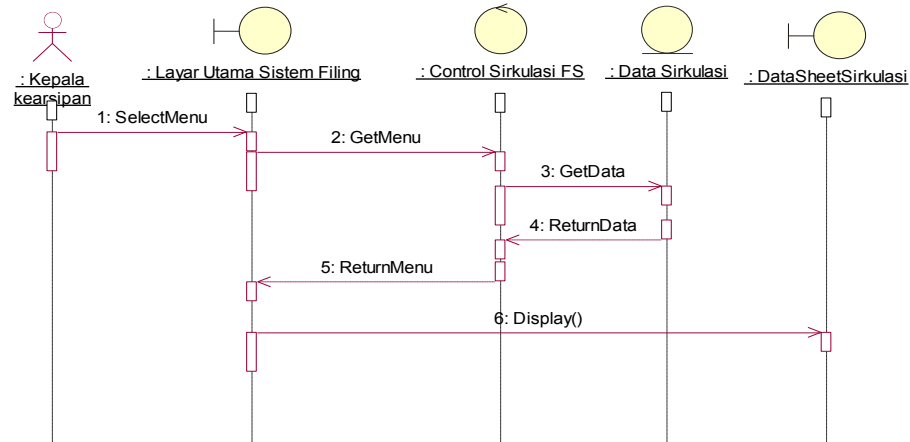 : Kepala
kearsipan
: Layar Utama Sistem Filing
: Control Sirkulasi FS
: Data Sirkulasi
: DataSheetSirkulasi
1: SelectMenu
2: GetMenu
3: GetData
4: ReturnData
5: ReturnMenu
6: Display()